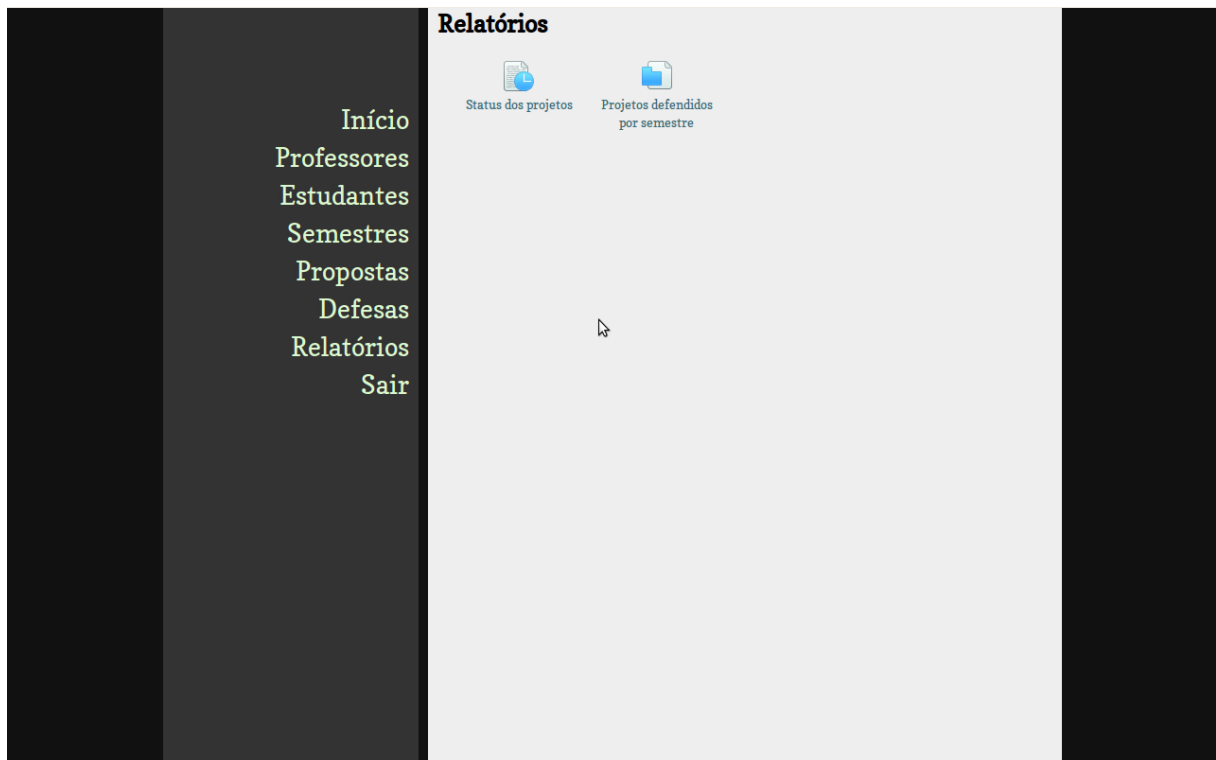 Início
Professores
Estudantes
Semestres
Propostas
Defesas
Relatórios
Sair
Relatórios
Status dos projetos
Projetos defendidos
por semestre